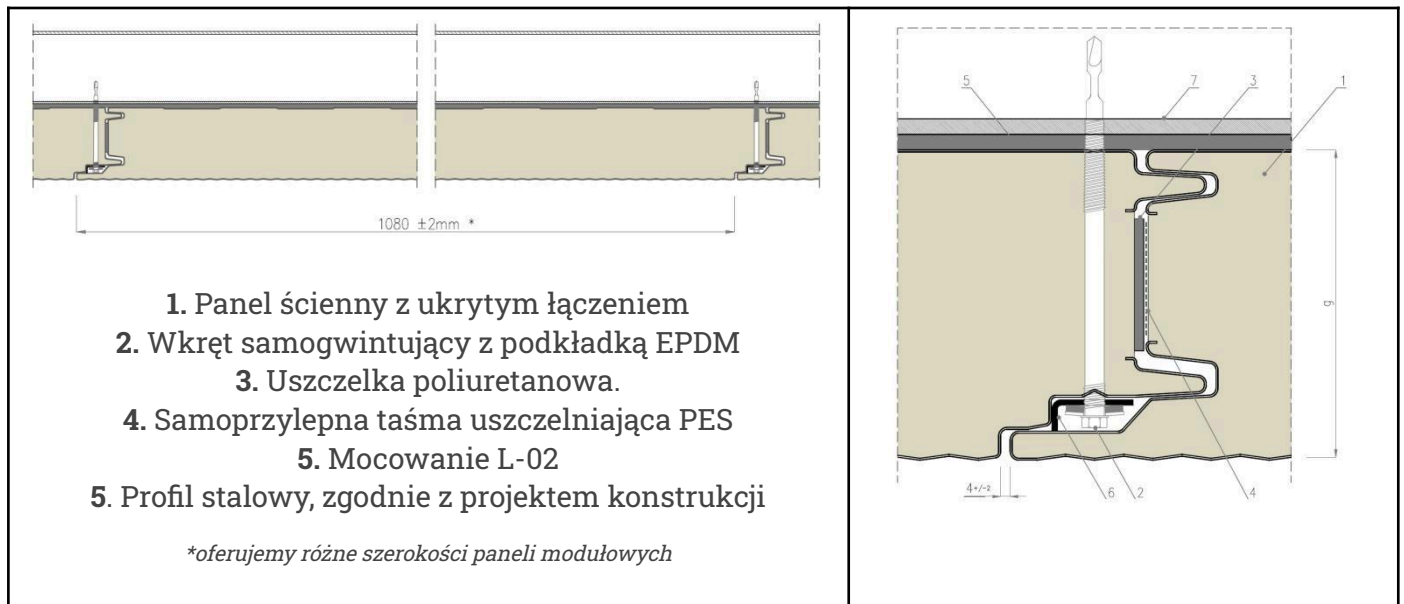 1080 ±2mm *
1. Panel ścienny z ukrytym łączeniem
2. Wkręt samogwintujący z podkładką EPDM
3. Uszczelka poliuretanowa.
4. Samoprzylepna taśma uszczelniająca PES
5. Mocowanie L-02
5. Profil stalowy, zgodnie z projektem konstrukcji
*oferujemy różne szerokości paneli modułowych
5 7 3 1
g
4+/-2 6 2 4